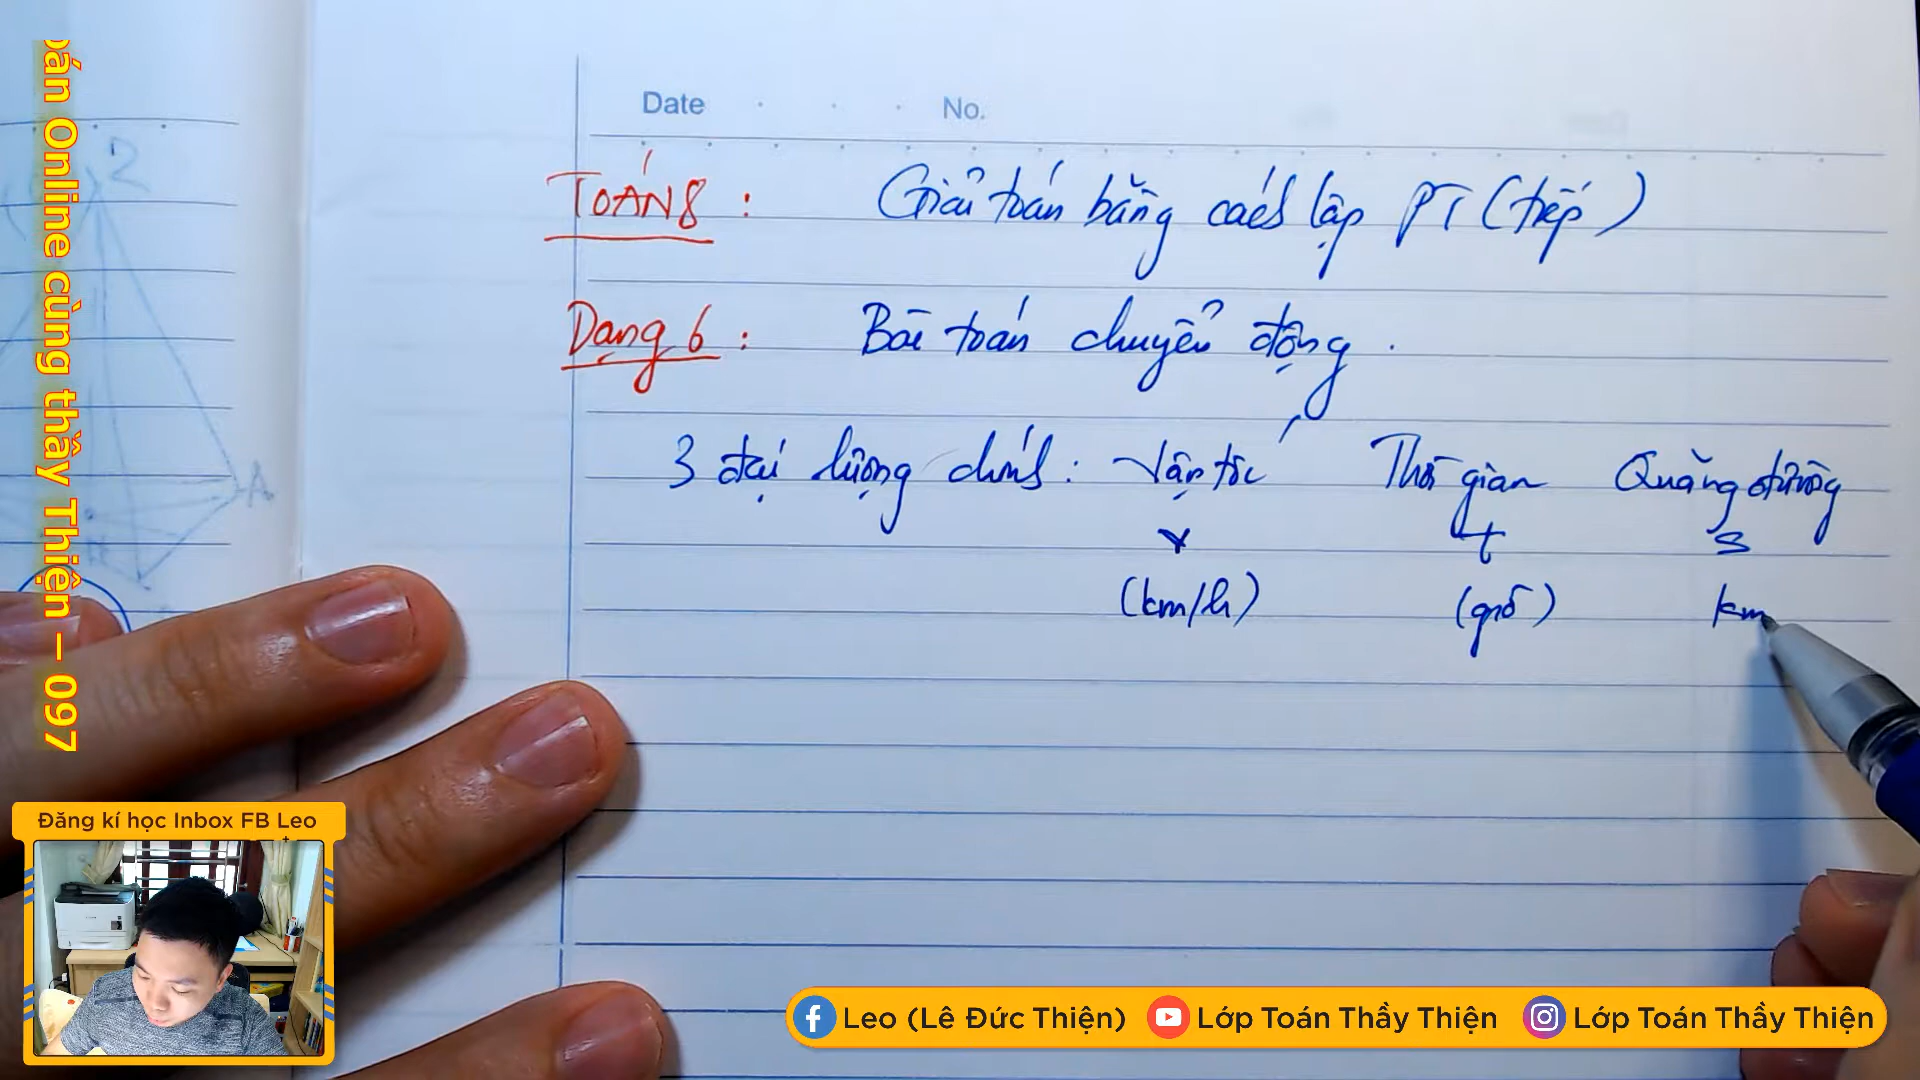 oán Online cùng thầy Thiện – 097
Date No.
TOÁN 8 : Giải toán bằng cách lập PT (tiếp)
Dạng 6 : Bài toán chuyển động .
3 đại lượng chính : Vận tốc Thời gian Quãng đường
v t s
(km/h) (giờ) km
Đăng kí học Inbox FB Leo
Leo (Lê Đức Thiện) Lớp Toán Thầy Thiện Lớp Toán Thầy Thiện